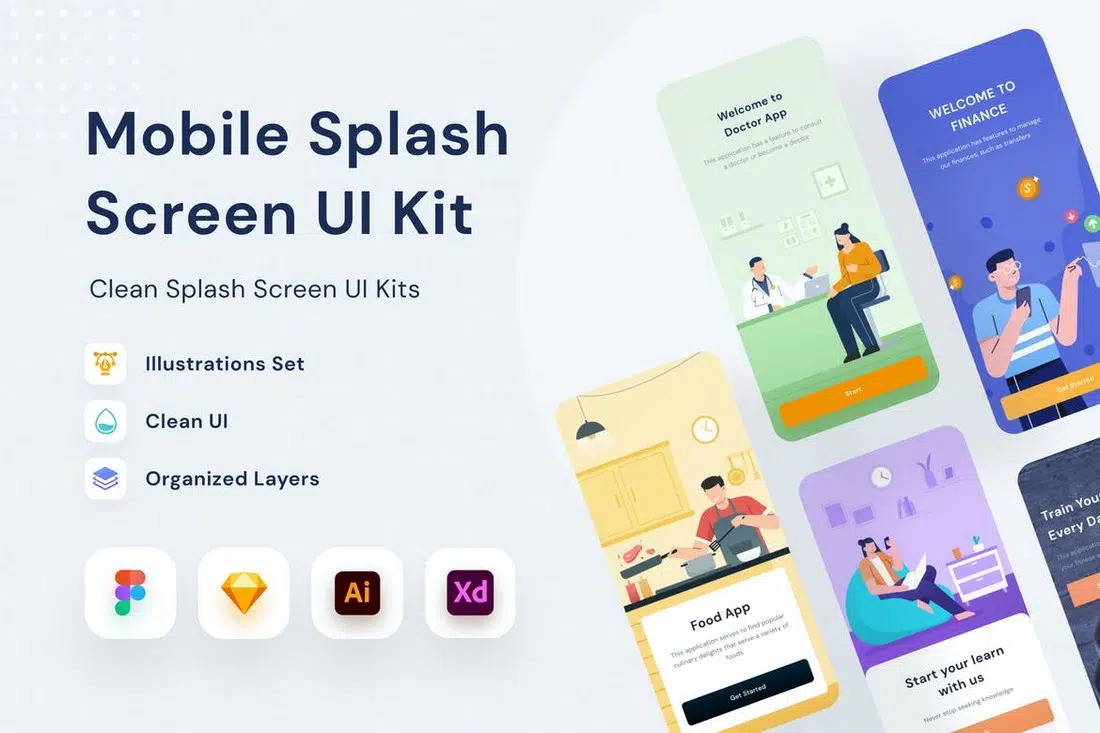 Mobile Splash
Screen UI Kit
Clean Splash Screen UI Kits
Illustrations Set
Clean UI
Organized Layers
Ai
Xd
Welcome to
Doctor App
This application has a feature to consult
a doctor or become a doctor
Start
WELCOME TO
FINANCE
This application has features to manage
our finances, such as transfers
$
Get Started
Food App
This application serves to find popular
culinary delights that serve a variety of
foods
Get Started
Start your learn
with us
Never stop seeking knowledge
Train You
Every Da
This application
your fitness